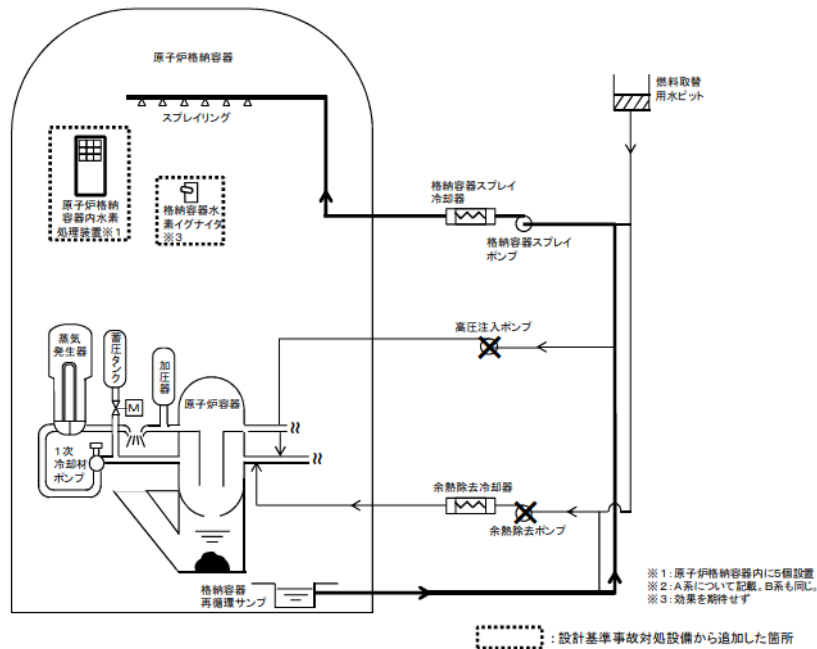 原子炉格納容器
スプレイリング
原子炉格納
容器内水素
処理装置※1
格納容器水
素イグナイタ
※3
燃料取替
用水ピット
格納容器スプレイ
冷却器
格納容器スプレイ
ポンプ
高圧注入ポンプ
蒸気
発生器
蓄圧タンク
加圧器
M
原子炉容器
1次
冷却材
ポンプ
余熱除去冷却器
余熱除去ポンプ
格納容器
再循環サンプ
※1:原子炉格納容器内に5個設置
※2:A系について記載。B系も同じ。
※3:効果を期待せず
:設計基準事故対処設備から追加した箇所